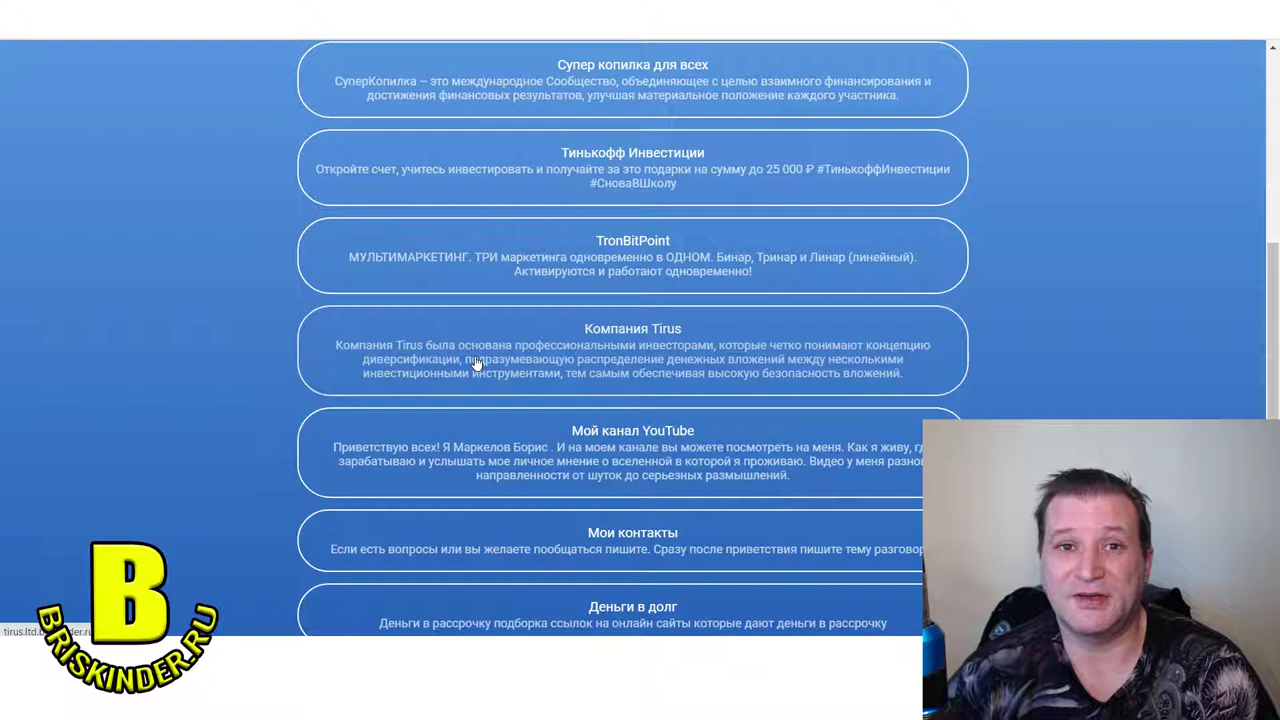 Супер копилка для всех
СуперКопилка – это международное Сообщество, объединяющее с целью взаимного финансирования и
достижения финансовых результатов, улучшая материальное положение каждого участника.
Тинькофф Инвестиции
Откройте счет, учитесь инвестировать и получайте за это подарки на сумму до 25 000 ₽ #ТинькоффИнвестиции
#СноваВШколу
TronBitPoint
МУЛЬТИМАРКЕТИНГ. ТРИ маркетинга одновременно в ОДНОМ. Бинар, Тринар и Линар (линейный).
Активируются и работают одновременно!
Компания Tirus
Компания Tirus была основана профессиональными инвесторами, которые четко понимают концепцию
диверсификации, подразумевающую распределение денежных вложений между несколькими
инвестиционными инструментами, тем самым обеспечивая высокую безопасность вложений.
Мой канал YouTube
Приветствую всех! Я Маркелов Борис . И на моем канале вы можете посмотреть на меня. Как я живу,
зарабатываю и услышать мое личное мнение о вселенной в которой я проживаю. Видео у меня
направленности от шуток до серьезных размышлений.
Мои контакты
Если есть вопросы или вы желаете пообщаться пишите. Сразу после приветствия пишите тему
Деньги в долг
Деньги в рассрочку подборка ссылок на онлайн сайты которые дают деньги в рассрочку
B
BRISKINDER.RU